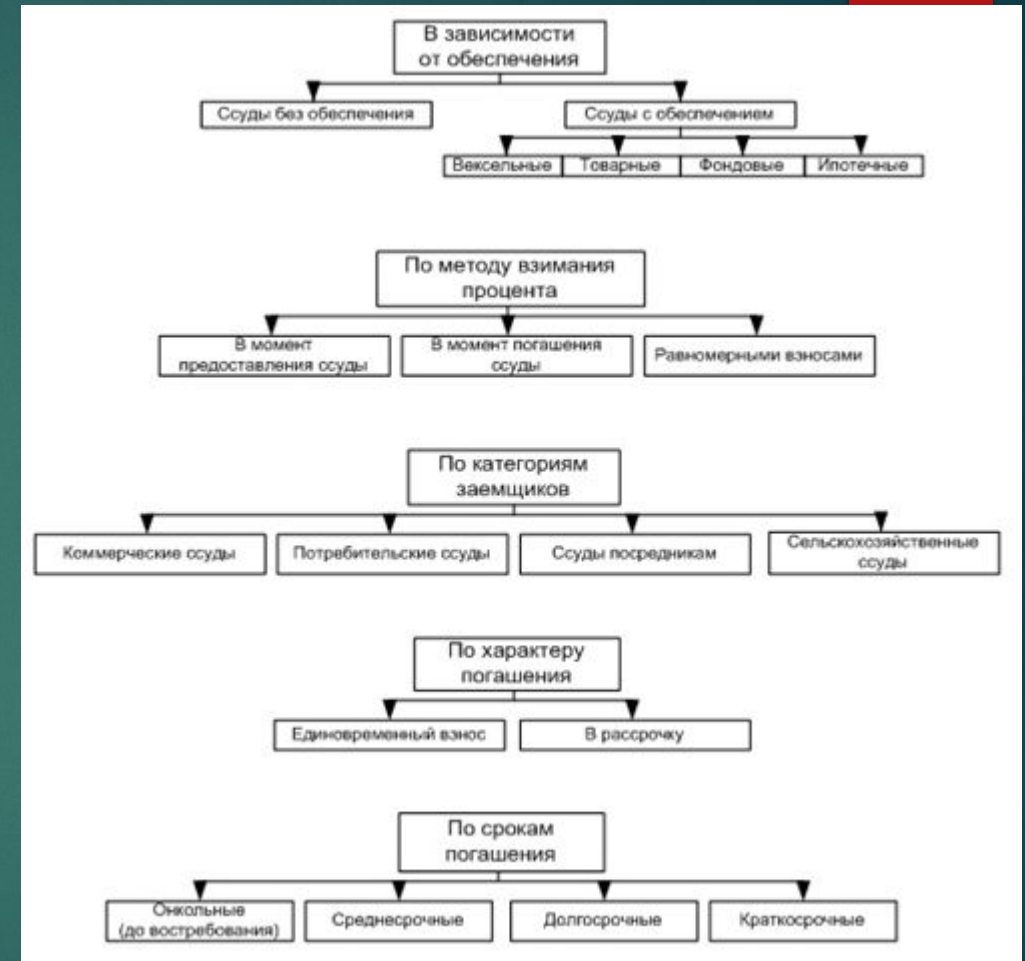 В зависимости
от обеспечения
Ссуды без обеспечения
Ссуды с обеспечением
Вексельные
Товарные
Фондовые
Ипотечные
По методу взимания
процента
В момент
предоставления ссуды
В момент погашения
ссуды
Равномерными взносами
По категориям
заемщиков
Коммерческие ссуды
Потребительские ссуды
Ссуды посредникам
Сельскохозяйственные
ссуды
По характеру
погашения
Единовременный взнос
В рассрочку
По срокам
погашения
Онкольные
(до востребования)
Среднесрочные
Долгосрочные
Краткосрочные